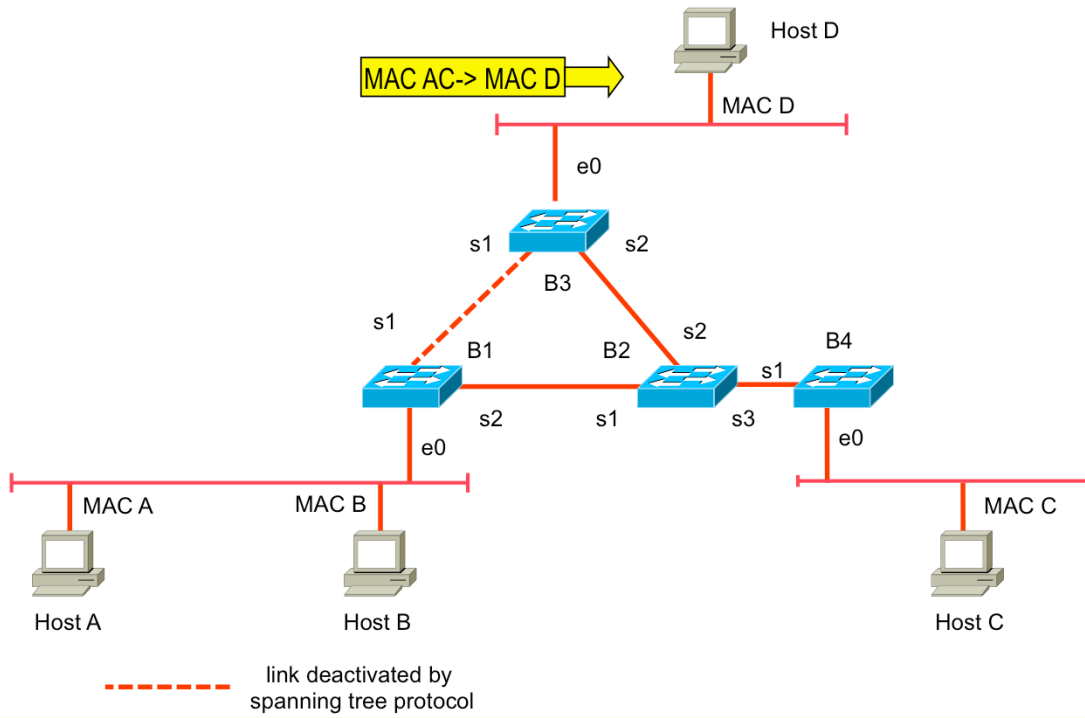 Host D
MAC AC-> MAC D
MAC D
e0
s1
s2
B3
s1
s2
B1
B2
B4
s1
s2
s1
s3
e0
e0
MAC A
MAC B
MAC C
Host A
Host B
Host C
link deactivated by
spanning tree protocol